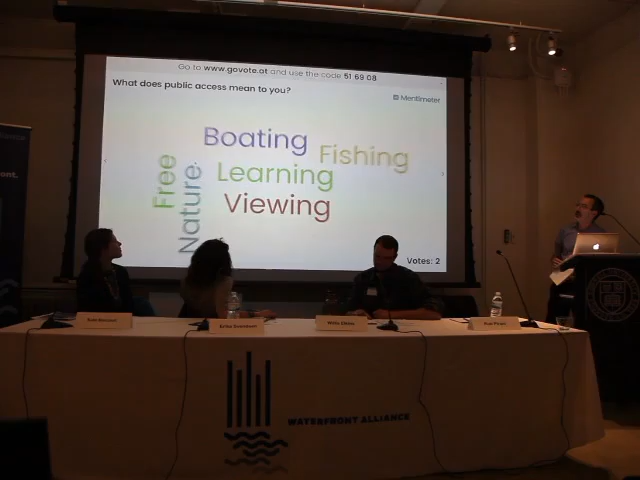 Go to www.govote.at and use the code 51 69 08
What does public access mean to you?
Mentimeter
Boating
Fishing
Free
Nature
Learning
Viewing
Votes: 2
WATERFRONT ALLIANCE